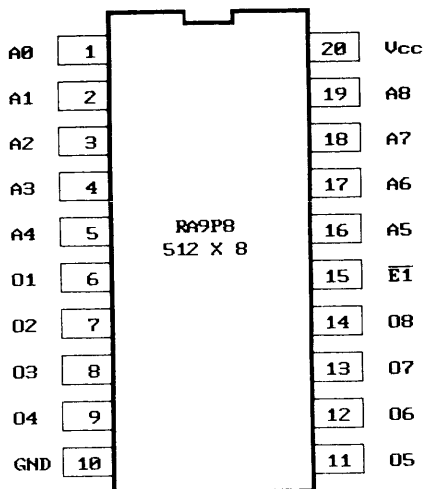 A0 1 20 Vcc
A1 2 19 A8
A2 3 18 A7
A3 4 17 A6
A4 5 16 A5
RA9P8
512 X 8
O1 6 15 E1
O2 7 14 O8
O3 8 13 O7
O4 9 12 O6
GND 10 11 O5